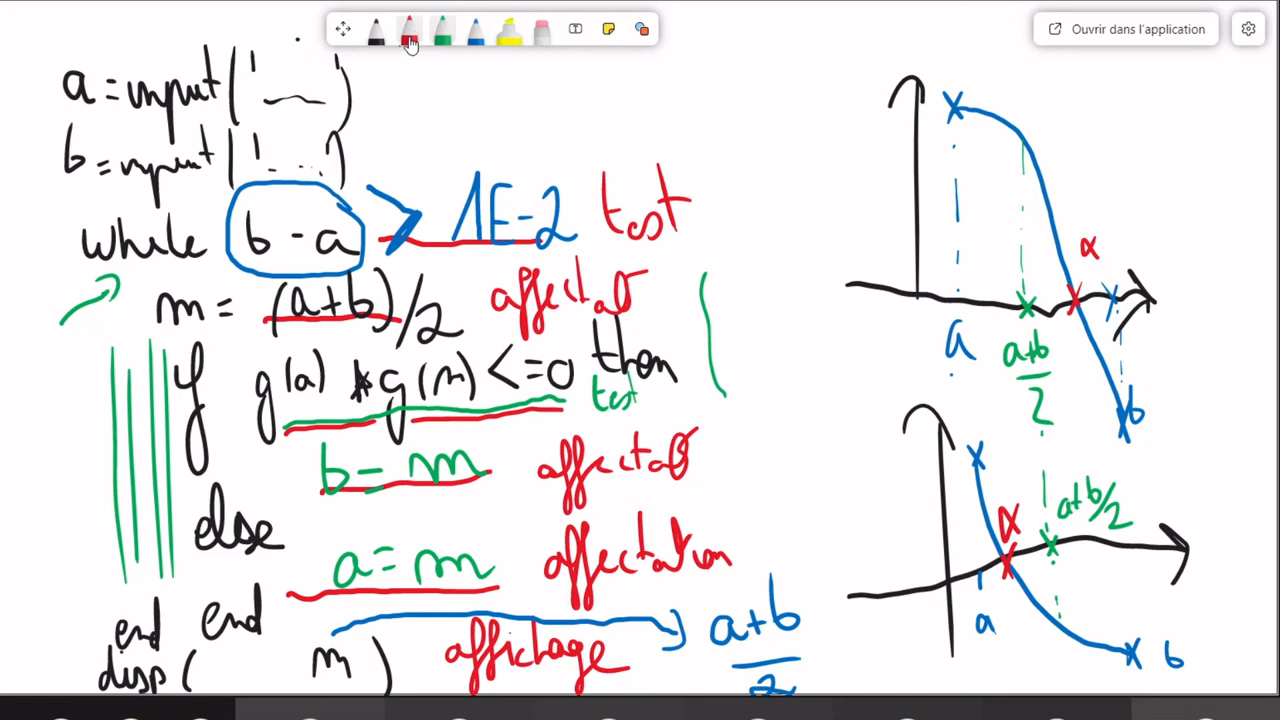 Ouvrir dans l'application
a = input('
b = input('
while b - a > 1E-2 test
m = (a+b)/2 affectat°
if g(a) * g(m) <= 0 then
test
b = m affectat°
else
a = m affectation
end end
disp( m ) affichage a+b
2
α
a
a+b
2
b
α
a+b/2
a
b